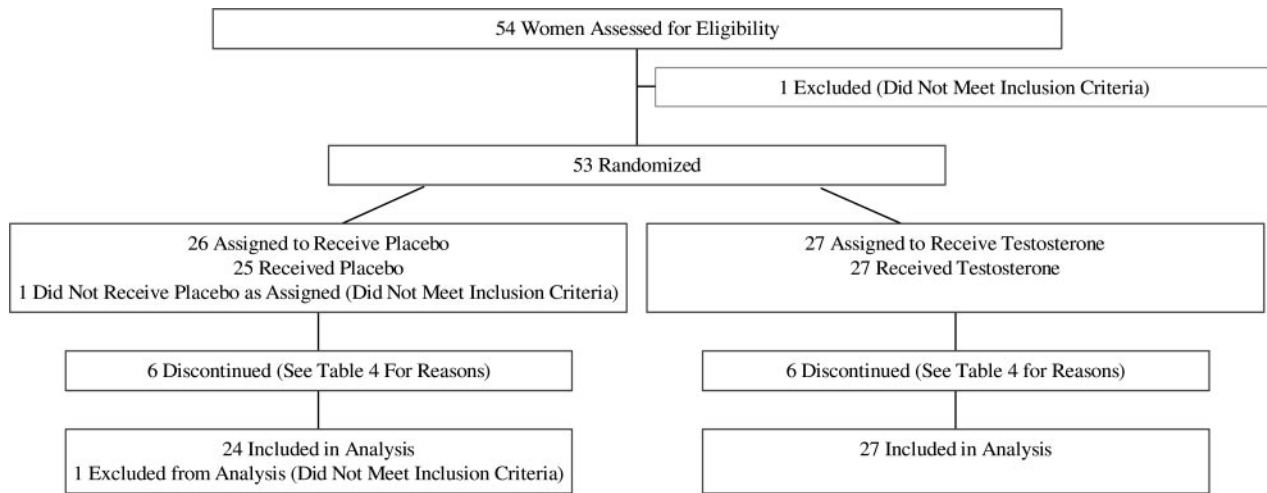 54 Women Assessed for Eligibility
1 Excluded (Did Not Meet Inclusion Criteria)
53 Randomized
26 Assigned to Receive Placebo
25 Received Placebo
1 Did Not Receive Placebo as Assigned (Did Not Meet Inclusion Criteria)
27 Assigned to Receive Testosterone
27 Received Testosterone
6 Discontinued (See Table 4 For Reasons)
6 Discontinued (See Table 4 for Reasons)
24 Included in Analysis
1 Excluded from Analysis (Did Not Meet Inclusion Criteria)
27 Included in Analysis